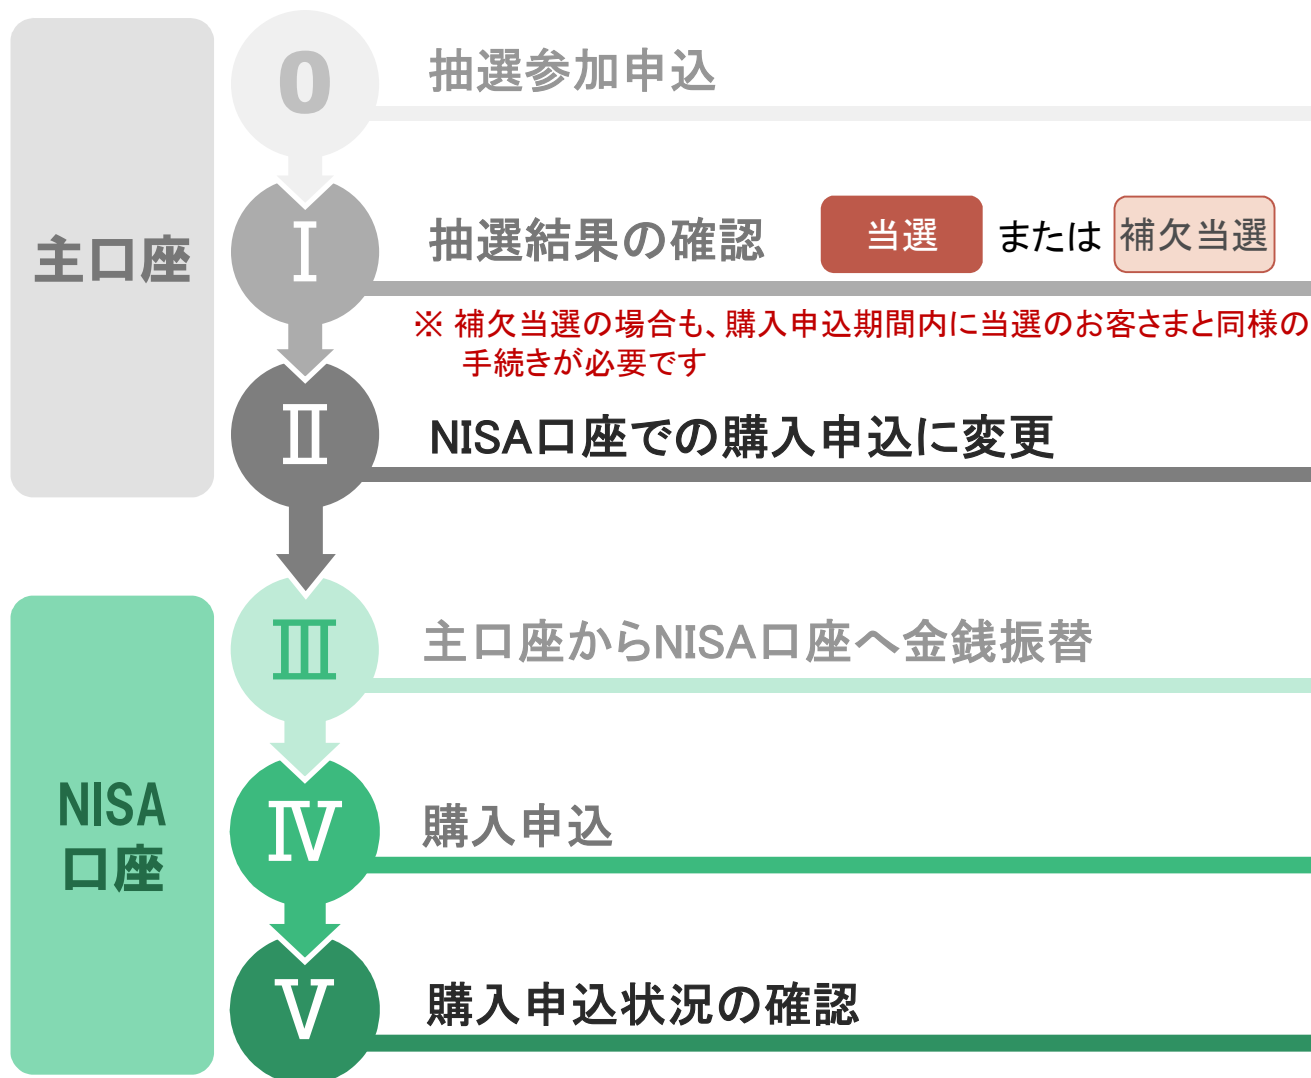 主口座
0
抽選参加申込
Ⅰ
抽選結果の確認 当選 または 補欠当選
※ 補欠当選の場合も、購入申込期間内に当選のお客さまと同様の
手続きが必要です
Ⅱ
NISA口座での購入申込に変更
NISA
口座
Ⅲ
主口座からNISA口座へ金銭振替
Ⅳ
購入申込
Ⅴ
購入申込状況の確認